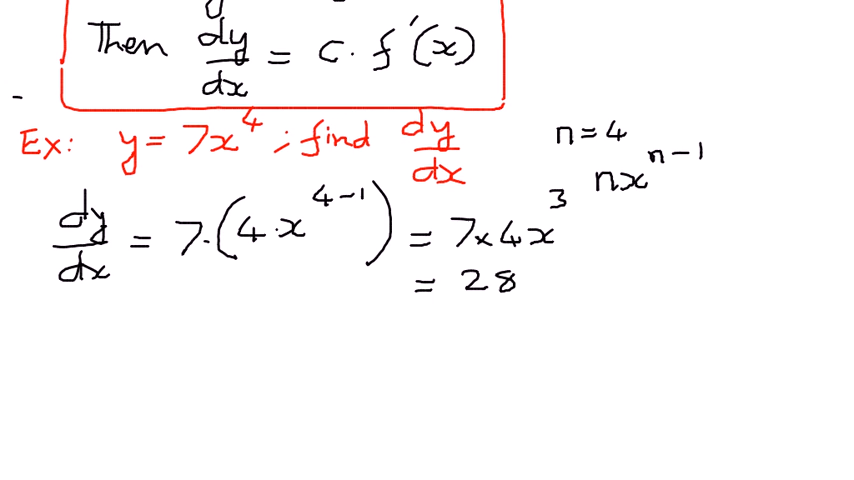 Then dy/dx = c · f'(x)
Ex: y = 7x^4 ; find dy/dx
n = 4
nx^(n-1)
dy/dx = 7·(4·x^(4-1)) = 7×4x^3
= 28